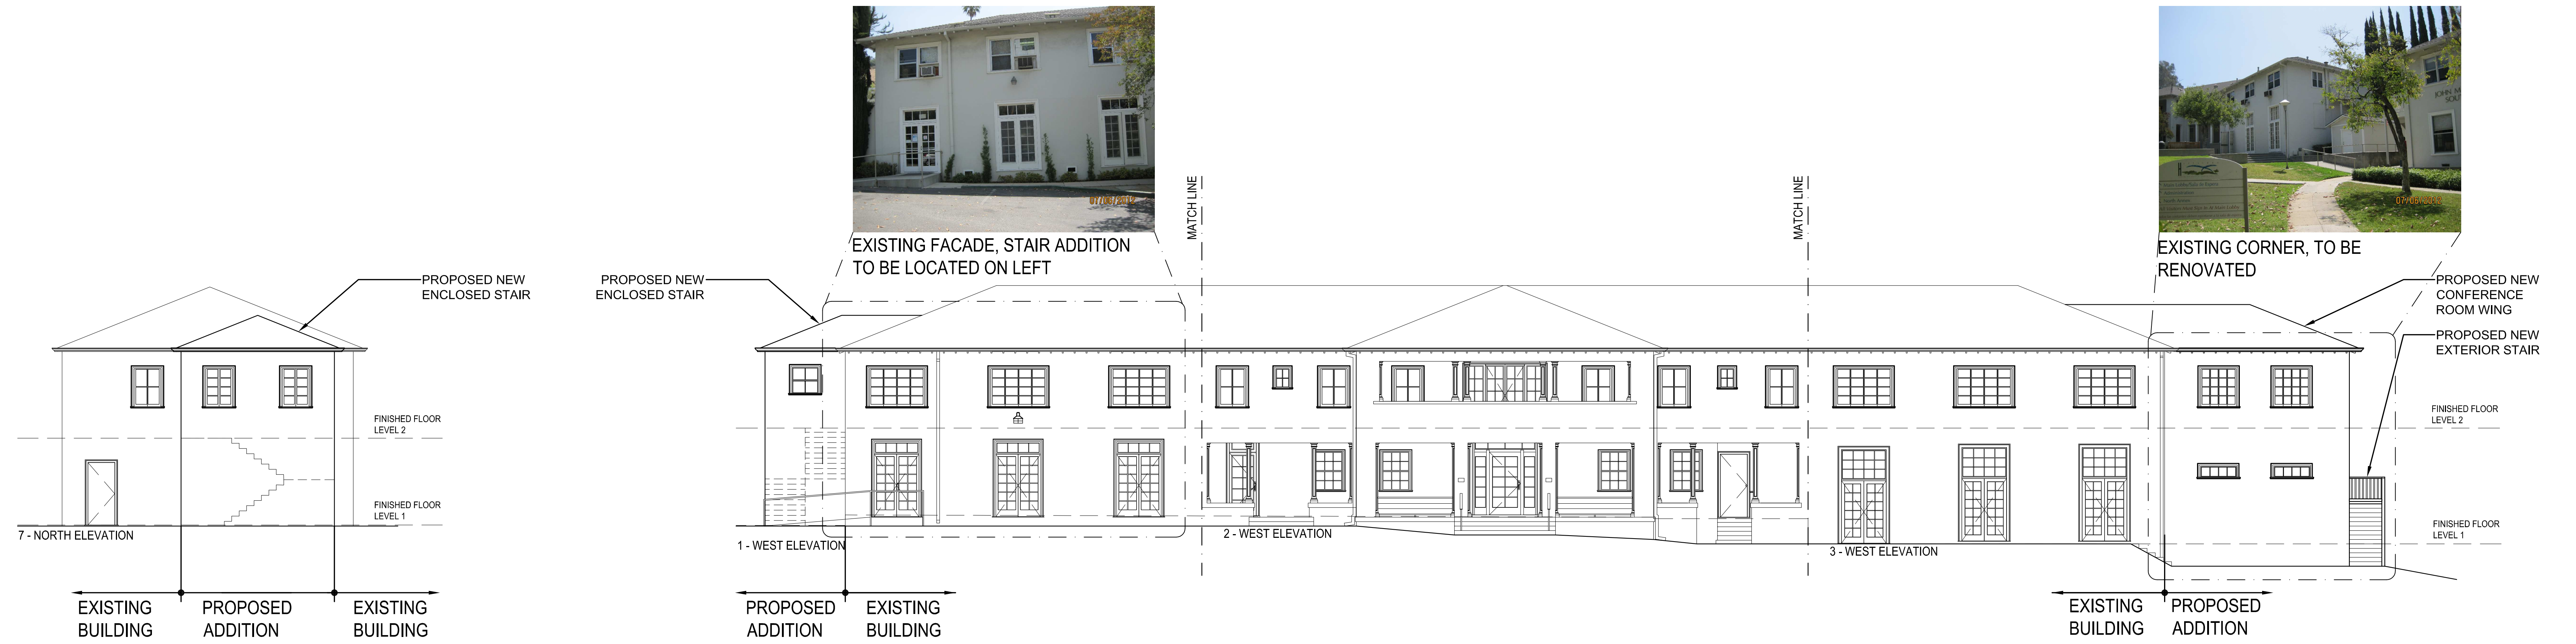 EXISTING FACADE, STAIR ADDITION
TO BE LOCATED ON LEFT
MATCH LINE
MATCH LINE
EXISTING CORNER, TO BE
RENOVATED
PROPOSED NEW
ENCLOSED STAIR
PROPOSED NEW
ENCLOSED STAIR
PROPOSED NEW
CONFERENCE
ROOM WING
PROPOSED NEW
EXTERIOR STAIR
FINISHED FLOOR
LEVEL 2
FINISHED FLOOR
LEVEL 1
FINISHED FLOOR
LEVEL 2
FINISHED FLOOR
LEVEL 1
7 - NORTH ELEVATION
1 - WEST ELEVATION
2 - WEST ELEVATION
3 - WEST ELEVATION
EXISTING
BUILDING
PROPOSED
ADDITION
EXISTING
BUILDING
PROPOSED
ADDITION
EXISTING
BUILDING
EXISTING
BUILDING
PROPOSED
ADDITION